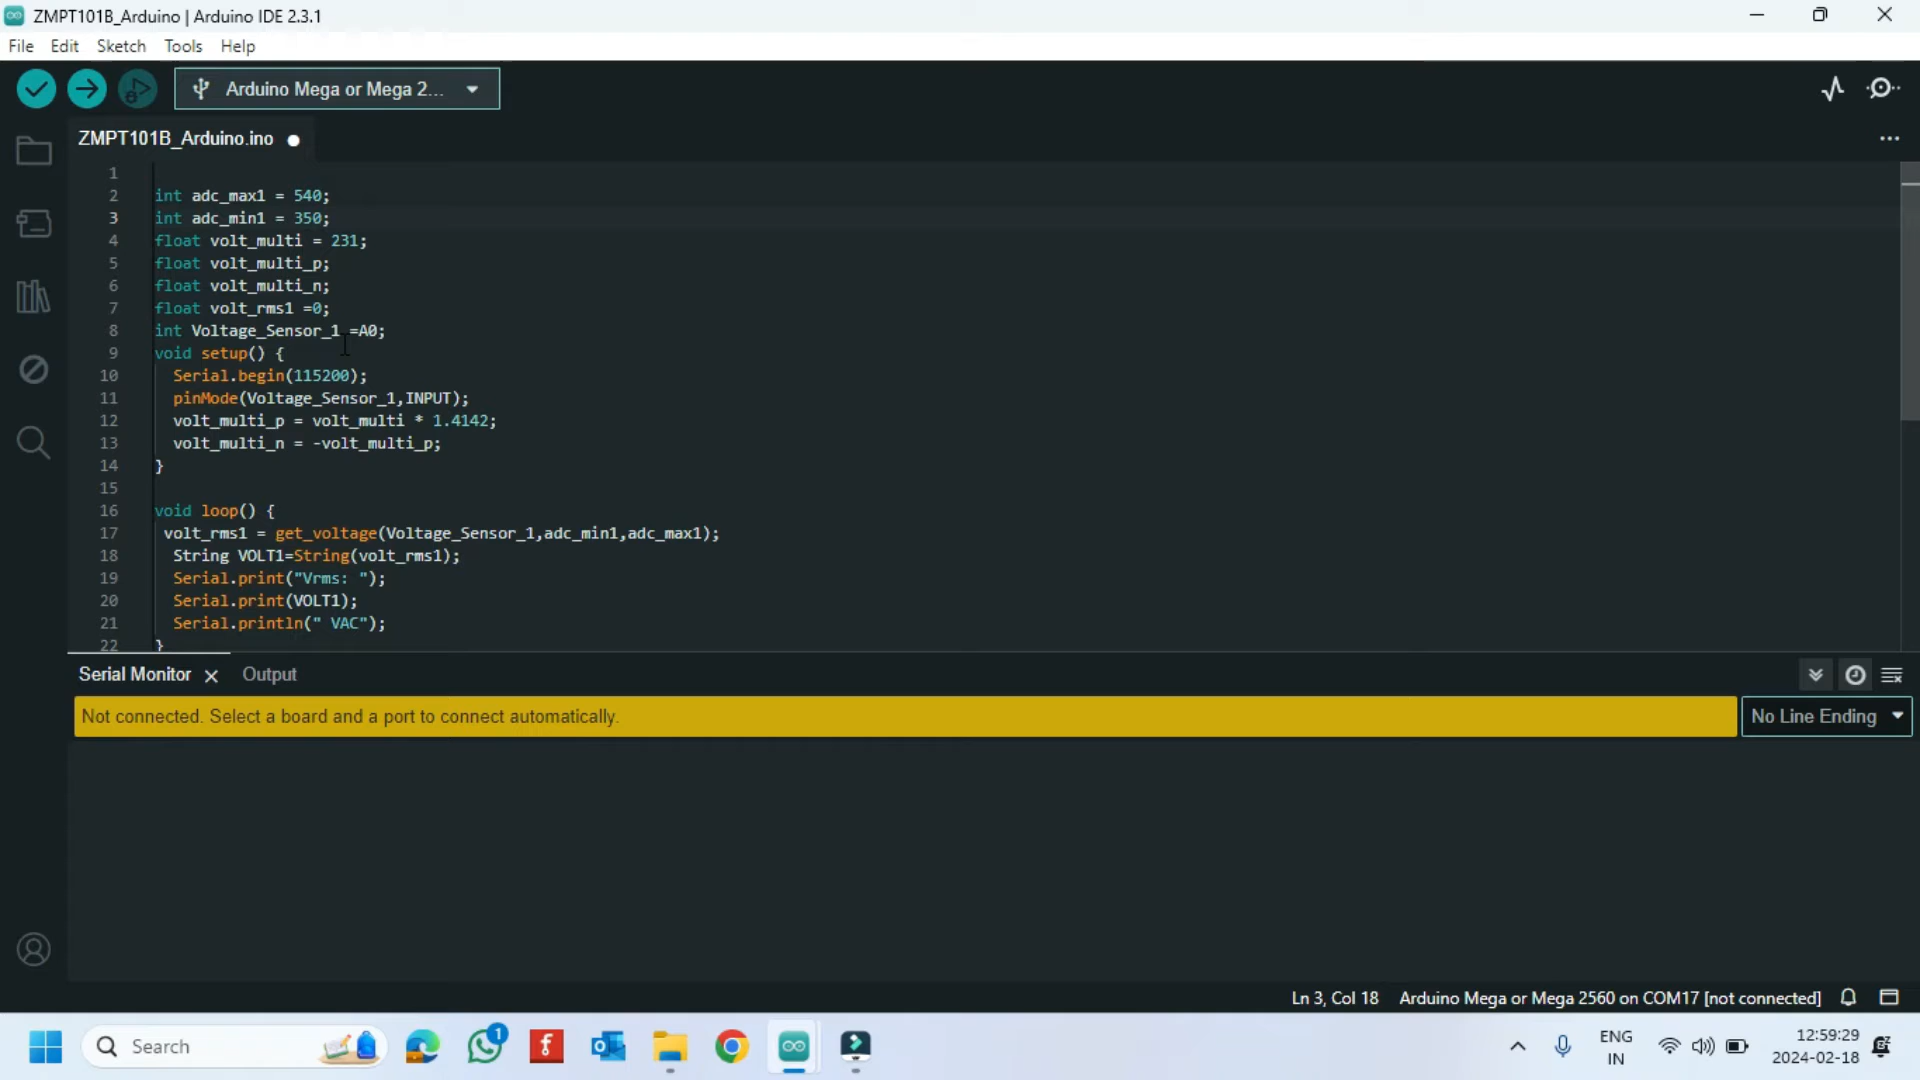 ZMPT101B_Arduino | Arduino IDE 2.3.1
File Edit Sketch Tools Help
Arduino Mega or Mega 2...
ZMPT101B_Arduino.ino
1
2 int adc_max1 = 540;
3 int adc_min1 = 350;
4 float volt_multi = 231;
5 float volt_multi_p;
6 float volt_multi_n;
7 float volt_rms1 =0;
8 int Voltage_Sensor_1 =A0;
9 void setup() {
10 Serial.begin(115200);
11 pinMode(Voltage_Sensor_1,INPUT);
12 volt_multi_p = volt_multi * 1.4142;
13 volt_multi_n = -volt_multi_p;
14 }
15
16 void loop() {
17 volt_rms1 = get_voltage(Voltage_Sensor_1,adc_min1,adc_max1);
18 String VOLT1=String(volt_rms1);
19 Serial.print("Vrms: ");
20 Serial.print(VOLT1);
21 Serial.println(" VAC");
22 }
Serial Monitor Output
Not connected. Select a board and a port to connect automatically.
No Line Ending
Ln 3, Col 18 Arduino Mega or Mega 2560 on COM17 [not connected]
Search
1
ENG
IN
12:59:29
2024-02-18